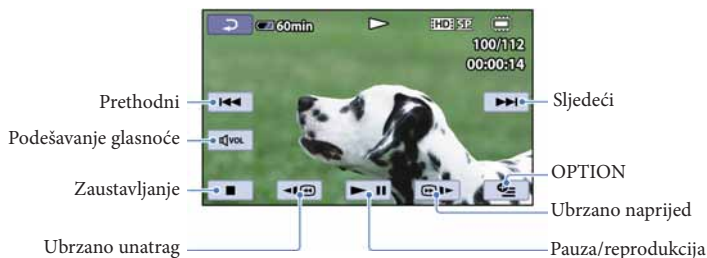 60min
HD SP
100/112
00:00:14
Prethodni
Sljedeći
Podešavanje glasnoće
VOL
OPTION
Zaustavljanje
Ubrzano naprijed
Ubrzano unatrag
Pauza/reprodukcija